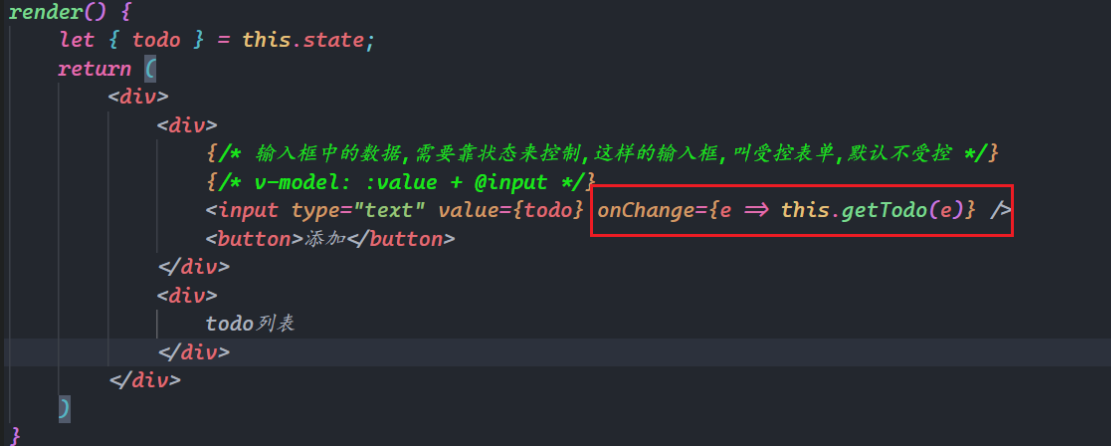 render() {
let { todo } = this.state;
return (
<div>
<div>
{/* 输入框中的数据,需要靠状态来控制,这样的输入框,叫受控表单,默认不受控 */}
{/* v-model: :value + @input */}
<input type="text" value={todo} onChange={e => this.getTodo(e)} />
<button>添加</button>
</div>
<div>
todo列表
</div>
</div>
)
}